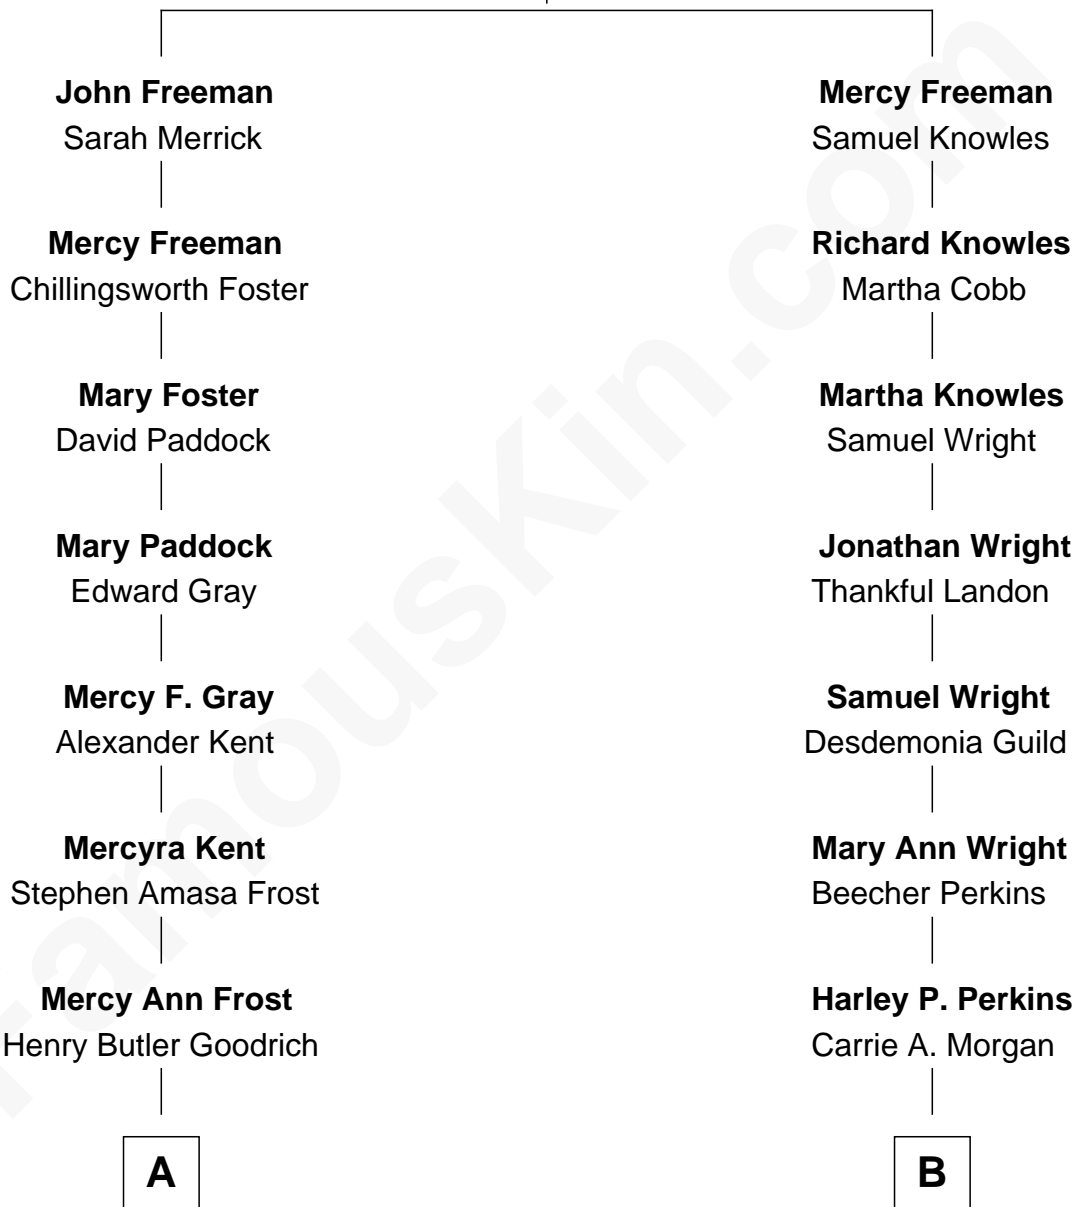 John Freeman
Sarah Merrick
Mercy Freeman
Chillingsworth Foster
Mary Foster
David Paddock
Mary Paddock
Edward Gray
Mercy F. Gray
Alexander Kent
Mercyra Kent
Stephen Amasa Frost
Mercy Ann Frost
Henry Butler Goodrich
A
Mercy Freeman
Samuel Knowles
Richard Knowles
Martha Cobb
Martha Knowles
Samuel Wright
Jonathan Wright
Thankful Landon
Samuel Wright
Desdemonia Guild
Mary Ann Wright
Beecher Perkins
Harley P. Perkins
Carrie A. Morgan
B
FamousKin.com